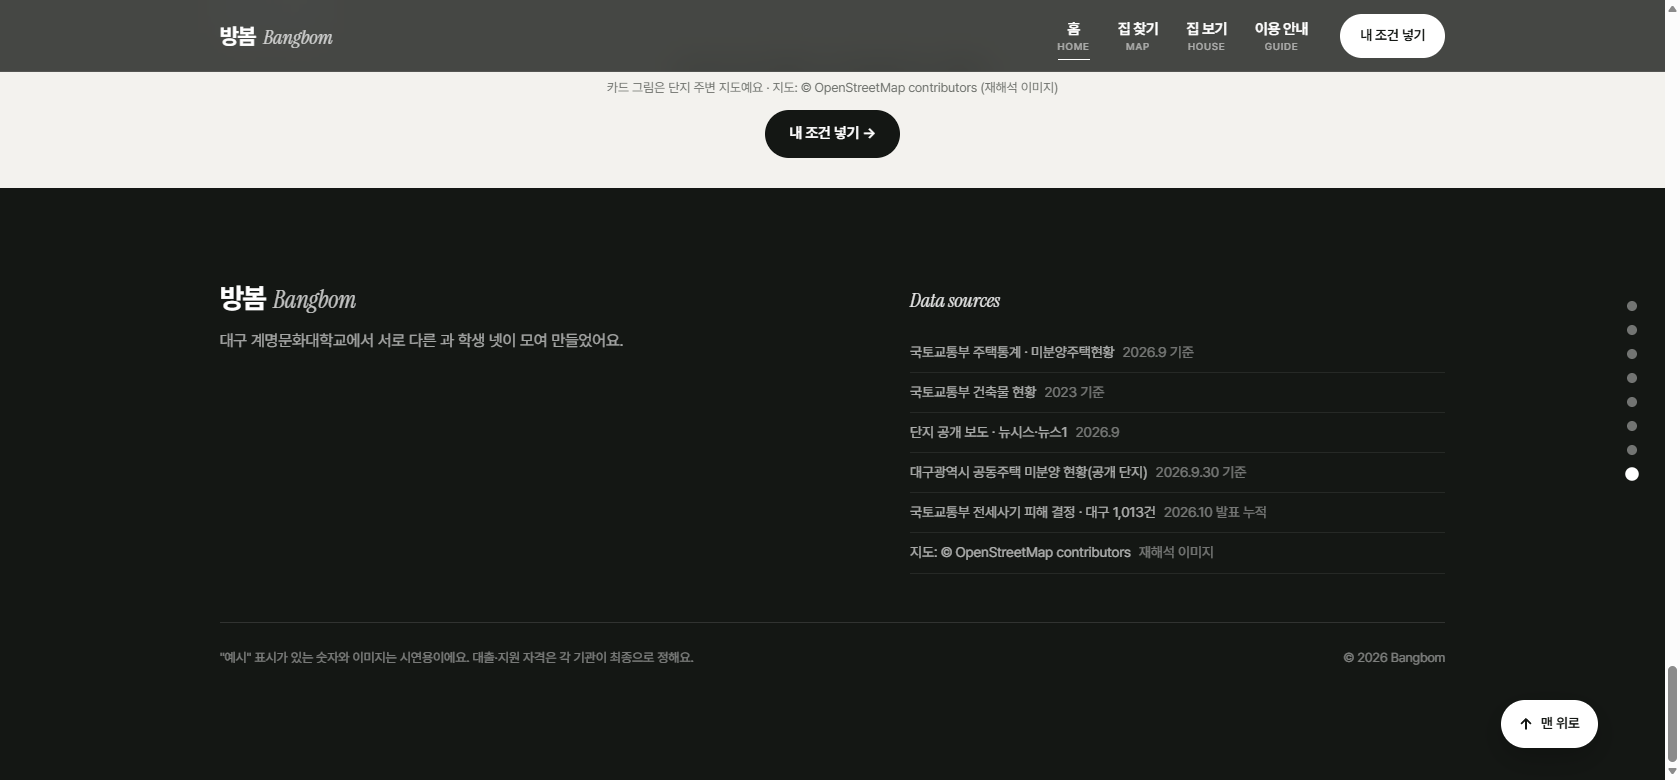 방봄 Bangbom
홈
HOME
집 찾기
MAP
집 보기
HOUSE
이용 안내
GUIDE
내 조건 넣기
카드 그림은 단지 주변 지도예요 · 지도: © OpenStreetMap contributors (재해석 이미지)
내 조건 넣기 →
방봄 Bangbom
대구 계명문화대학교에서 서로 다른 과 학생 넷이 모여 만들었어요.
Data sources
국토교통부 주택통계 · 미분양주택현황 2026.9 기준
국토교통부 건축물 현황 2023 기준
단지 공개 보도 · 뉴시스·뉴스1 2026.9
대구광역시 공동주택 미분양 현황(공개 단지) 2026.9.30 기준
국토교통부 전세사기 피해 결정 · 대구 1,013건 2026.10 발표 누적
지도: © OpenStreetMap contributors 재해석 이미지
"예시" 표시가 있는 숫자와 이미지는 시연용이에요. 대출·지원 자격은 각 기관이 최종으로 정해요.
© 2026 Bangbom
↑ 맨 위로